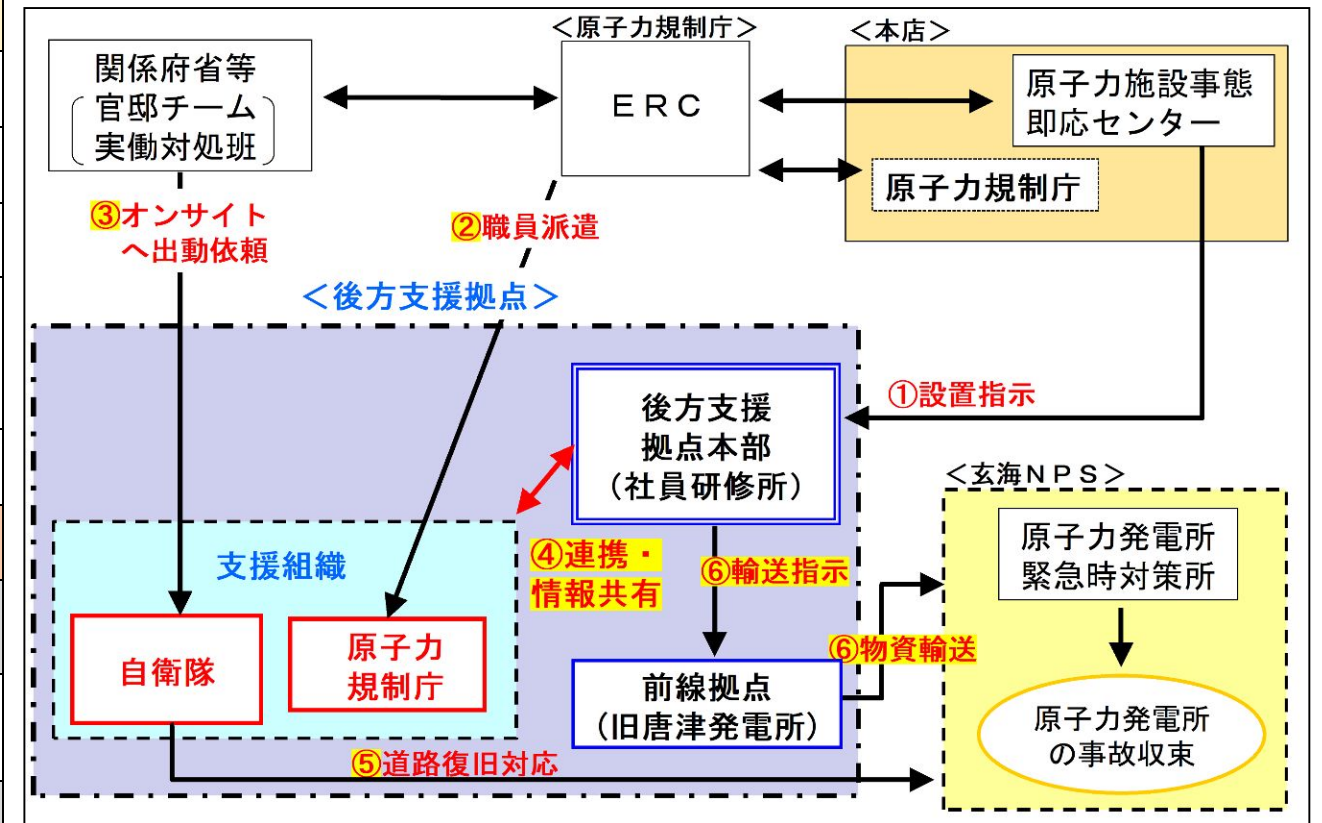 ＜原子力規制庁＞
＜本店＞
関係府省等
官邸チーム
実働対処班
ＥＲＣ
原子力施設事態
即応センター
原子力規制庁
③オンサイト
へ出動依頼
②職員派遣
＜後方支援拠点＞
①設置指示
後方支援
拠点本部
（社員研修所）
＜玄海ＮＰＳ＞
支援組織
④連携・
情報共有
⑥輸送指示
原子力発電所
緊急時対策所
自衛隊
原子力
規制庁
⑥物資輸送
前線拠点
（旧唐津発電所）
原子力発電所
の事故収束
⑤道路復旧対応